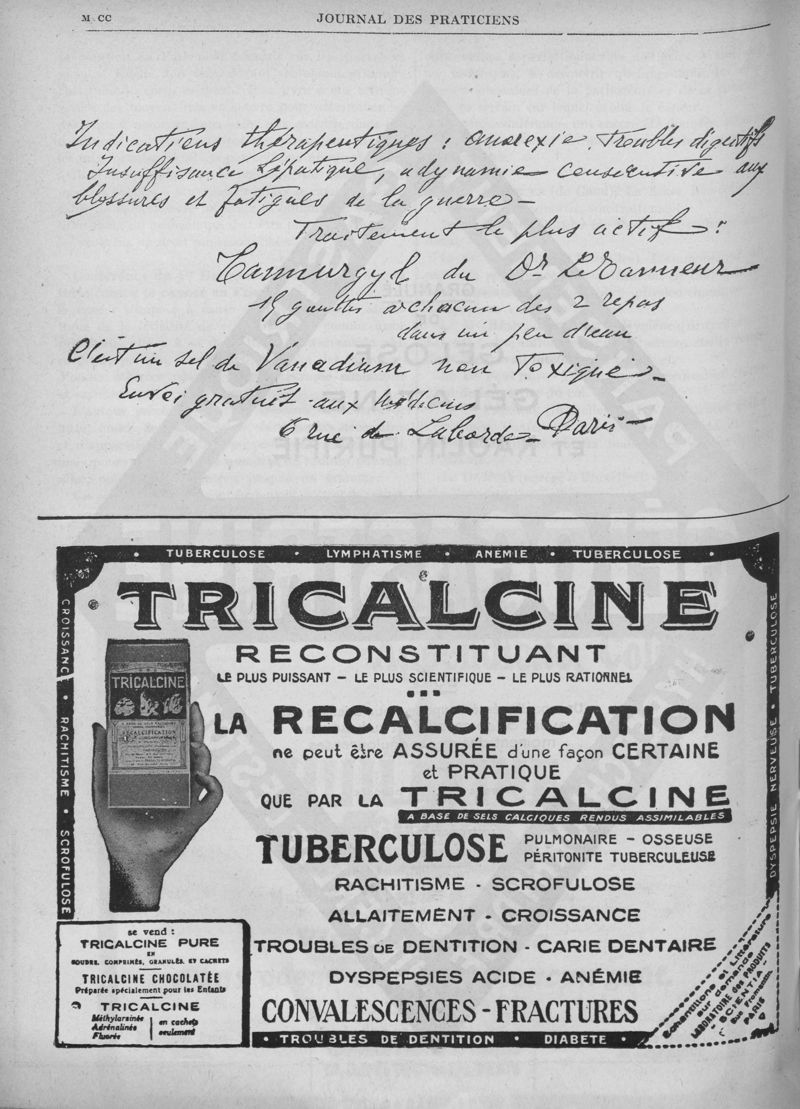 M CC
JOURNAL DES PRATICIENS
Indications thérapeutiques : anorexie, Troubles digestifs
Insuffisance hépatique, adynamie consécutive aux
blessures et fatigues de la guerre —
Traitement le plus actif :
Tannurgyl du Dr Le Tanneur
15 gouttes à chacun des 2 repas
dans un peu d'eau
C'est un sel de Vanadium non Toxique —
Envoi gratuit aux Médecins
6 rue de Laborde — Paris —
• TUBERCULOSE • LYMPHATISME • ANÉMIE • TUBERCULOSE •
CROISSANCE • RACHITISME • SCROFULOSE
DYSPEPSIE NERVEUSE • TUBERCULOSE
TRICALCINE
RECONSTITUANT
LE PLUS PUISSANT — LE PLUS SCIENTIFIQUE — LE PLUS RATIONNEL
TRICALCINE
RECALCIFICATION
LA RECALCIFICATION
ne peut être ASSURÉE d'une façon CERTAINE
et PRATIQUE
QUE PAR LA TRICALCINE
A BASE DE SELS CALCIQUES RENDUS ASSIMILABLES
TUBERCULOSE PULMONAIRE - OSSEUSE
PÉRITONITE TUBERCULEUSE
RACHITISME - SCROFULOSE
ALLAITEMENT - CROISSANCE
TROUBLES DE DENTITION - CARIE DENTAIRE
DYSPEPSIES ACIDE - ANÉMIE
CONVALESCENCES - FRACTURES
se vend :
TRICALCINE PURE
EN
POUDRE, COMPRIMÉS, GRANULÉS, ET CACHETS
TRICALCINE CHOCOLATÉE
Préparée spécialement pour les Enfants
TRICALCINE
Méthylarsinée
Adrénalinée
Fluorée
en cachets
seulement
Échantillons et Littérature
sur demande
LABORATOIRE DES PRODUITS
SCIENTIA
Rue Fromentin
PARIS
• TROUBLES DE DENTITION • DIABÈTE •